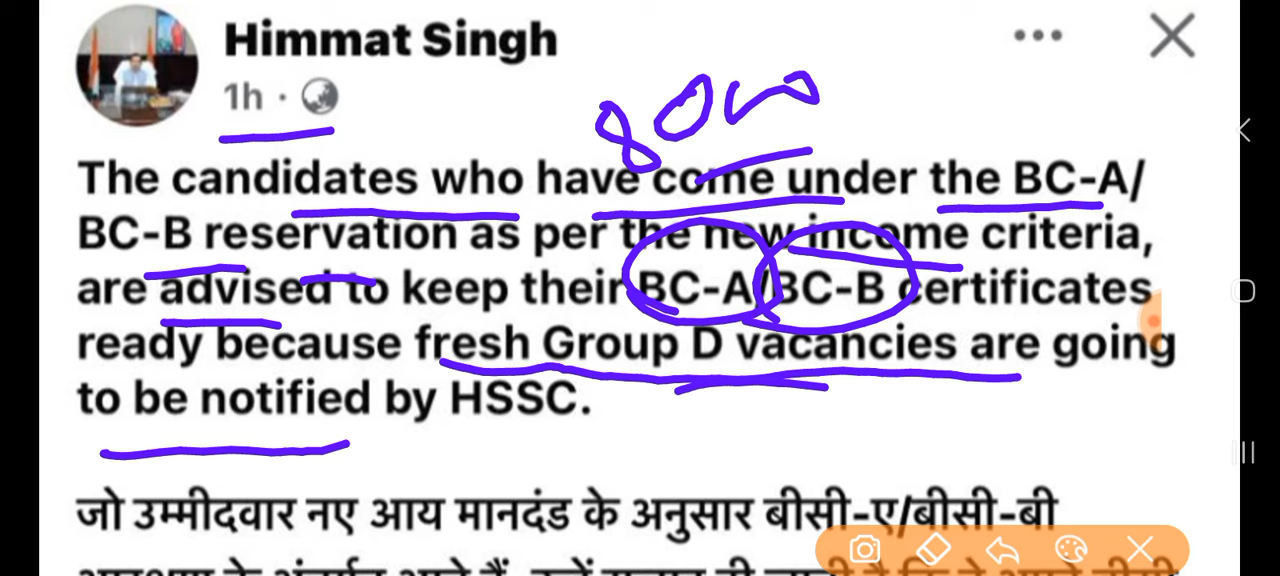 Himmat Singh
1h
8000
The candidates who have come under the BC-A/
BC-B reservation as per the new income criteria,
are advised to keep their BC-A/BC-B certificates
ready because fresh Group D vacancies are going
to be notified by HSSC.
जो उम्मीदवार नए आय मानदंड के अनुसार बीसी-ए/बीसी-बी